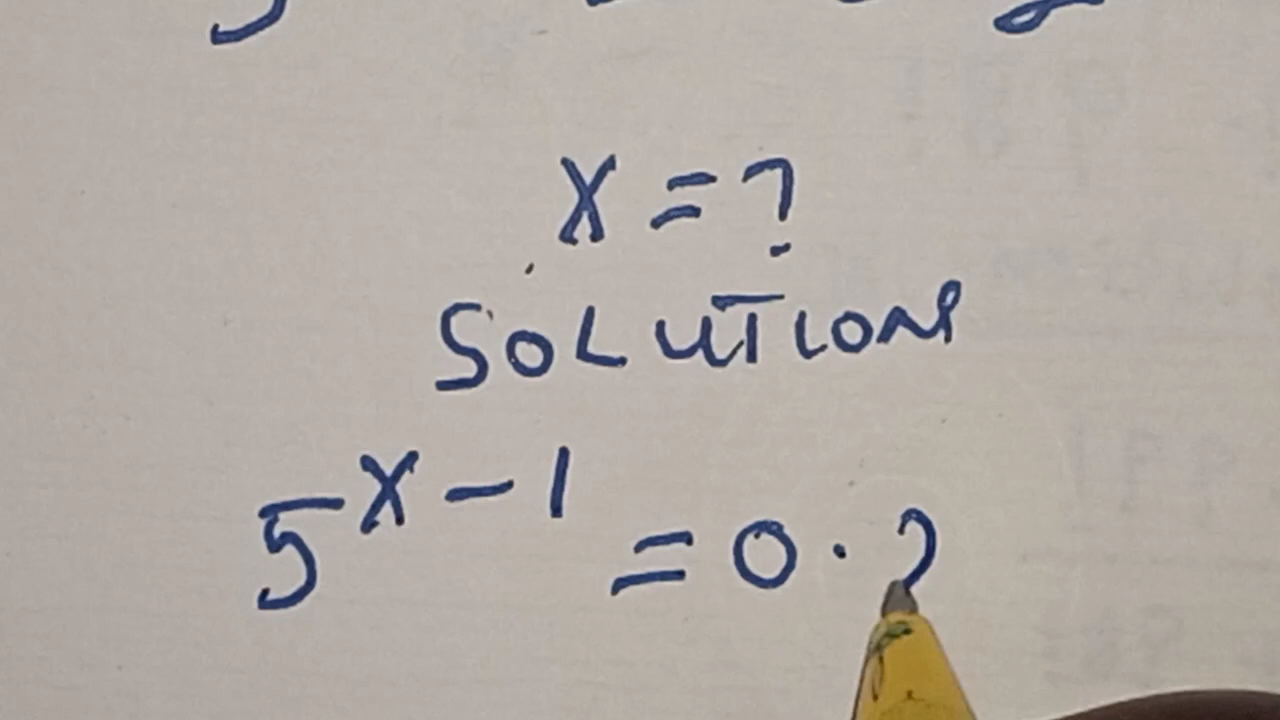 x = ?
SOLUTION
5^x-1 = 0.2